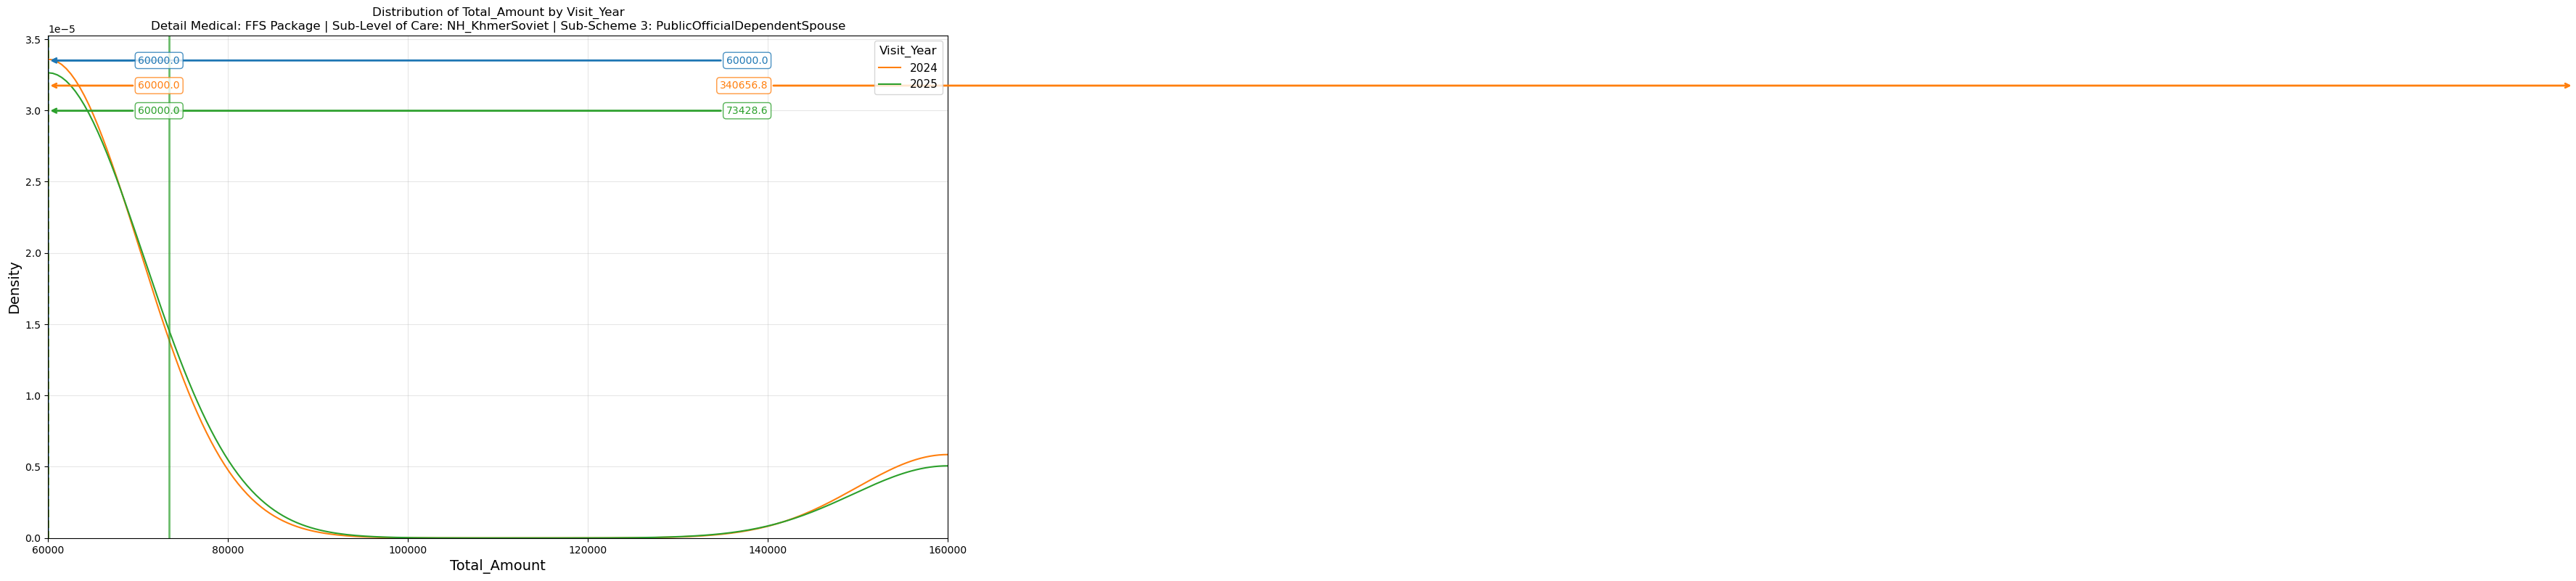 Distribution of Total_Amount by Visit_Year
Detail Medical: FFS Package | Sub-Level of Care: NH_KhmerSoviet | Sub-Scheme 3: PublicOfficialDependentSpouse
1e−5
3.5
3.0
2.5
2.0
1.5
1.0
0.5
0.0
Density
60000.0 60000.0
60000.0 340656.8
60000.0 73428.6
Visit_Year
2024
2025
60000 80000 100000 120000 140000 160000
Total_Amount